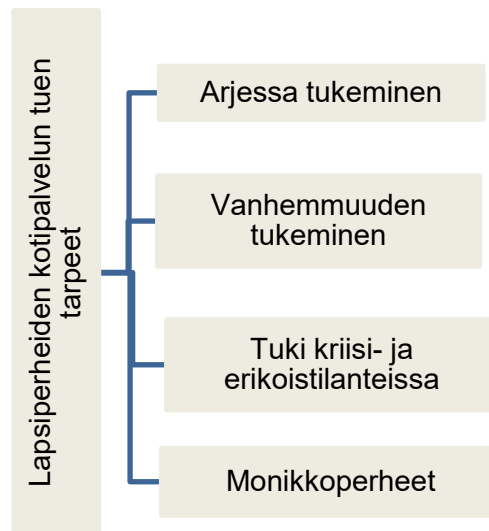 Lapsiperheiden kotipalvelun tuen
tarpeet
Arjessa tukeminen
Vanhemmuuden
tukeminen
Tuki kriisi- ja
erikoistilanteissa
Monikkoperheet